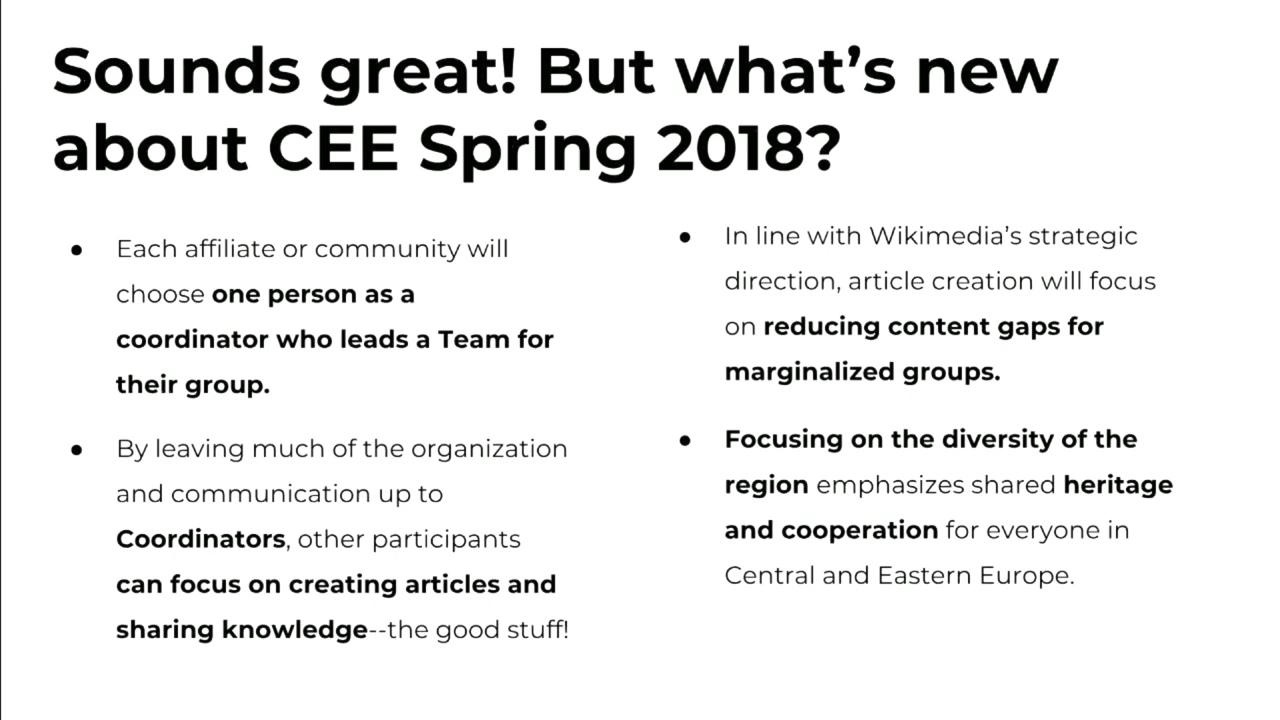 Sounds great! But what’s new
about CEE Spring 2018?
● Each affiliate or community will
choose one person as a
coordinator who leads a Team for
their group.
● By leaving much of the organization
and communication up to
Coordinators, other participants
can focus on creating articles and
sharing knowledge--the good stuff!
● In line with Wikimedia’s strategic
direction, article creation will focus
on reducing content gaps for
marginalized groups.
● Focusing on the diversity of the
region emphasizes shared heritage
and cooperation for everyone in
Central and Eastern Europe.